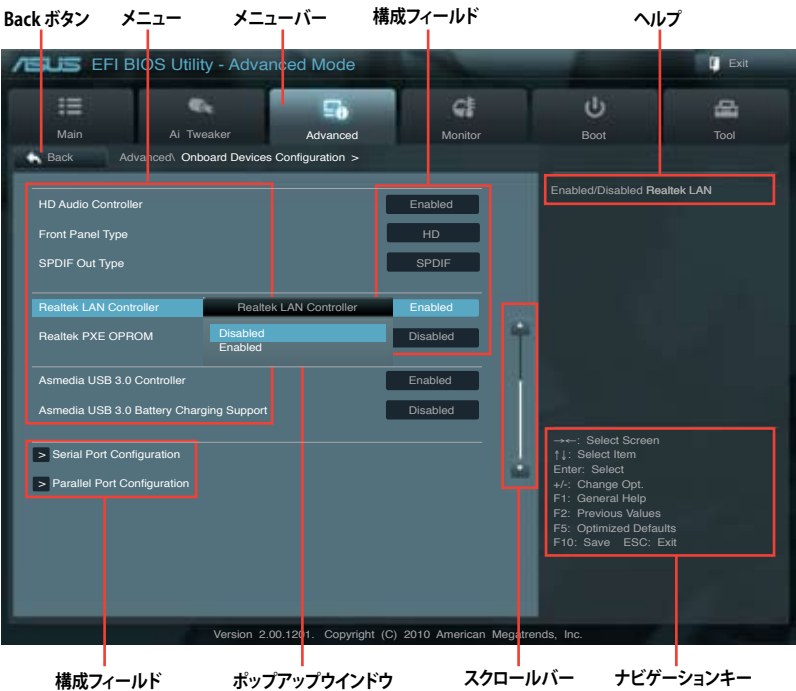 Back ボタン メニュー メニューバー 構成フィールド ヘルプ
ASUS EFI BIOS Utility - Advanced Mode Exit
Main Ai Tweaker Advanced Monitor Boot Tool
Back Advanced\ Onboard Devices Configuration >
HD Audio Controller Enabled
Enabled/Disabled Realtek LAN
Front Panel Type HD
SPDIF Out Type SPDIF
Realtek LAN Controller Realtek LAN Controller Enabled
Realtek PXE OPROM Disabled Disabled
Enabled
Asmedia USB 3.0 Controller Enabled
Asmedia USB 3.0 Battery Charging Support Disabled
> Serial Port Configuration
> Parallel Port Configuration
→←: Select Screen
↑↓: Select Item
Enter: Select
+/-: Change Opt.
F1: General Help
F2: Previous Values
F5: Optimized Defaults
F10: Save ESC: Exit
Version 2.00.1201. Copyright (C) 2010 American Megatrends, Inc.
構成フィールド ポップアップウインドウ スクロールバー ナビゲーションキー